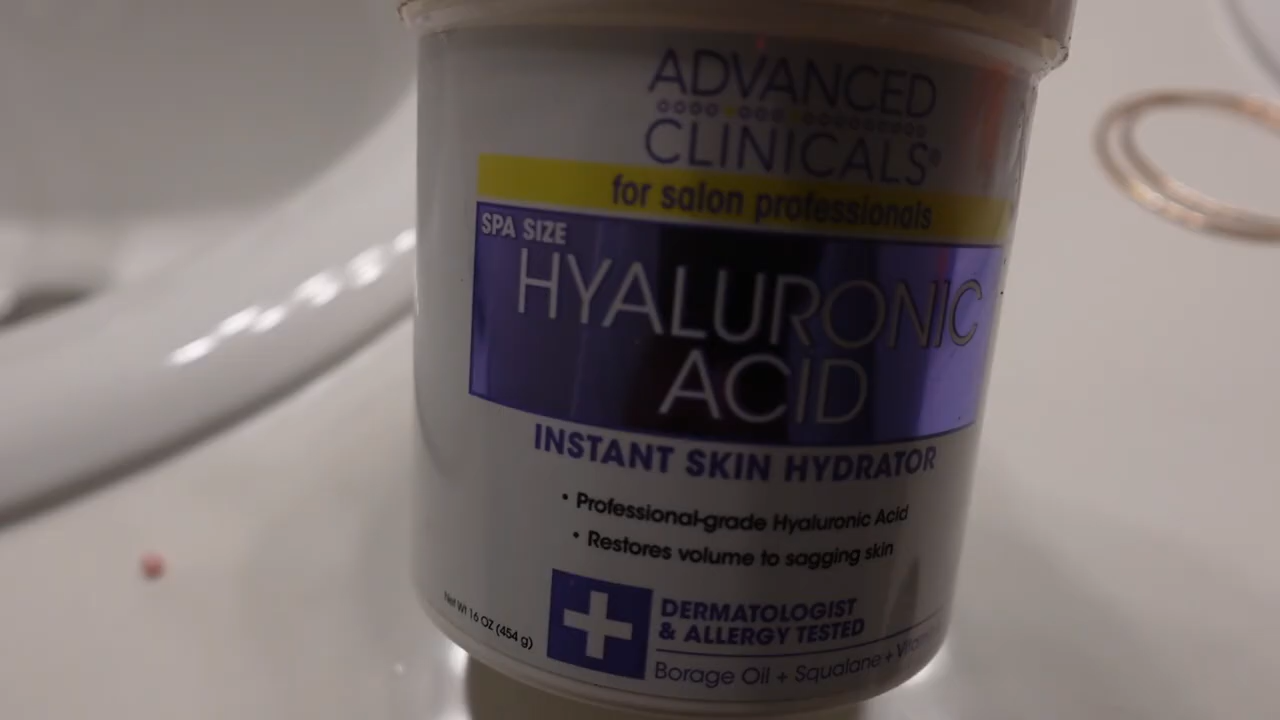 ADVANCED
CLINICALS®
for salon professionals
SPA SIZE
HYALURONIC
ACID
INSTANT SKIN HYDRATOR
• Professional-grade Hyaluronic Acid
• Restores volume to sagging skin
DERMATOLOGIST
& ALLERGY TESTED
Net Wt 16 OZ (454 g)
Borage Oil + Squalane +